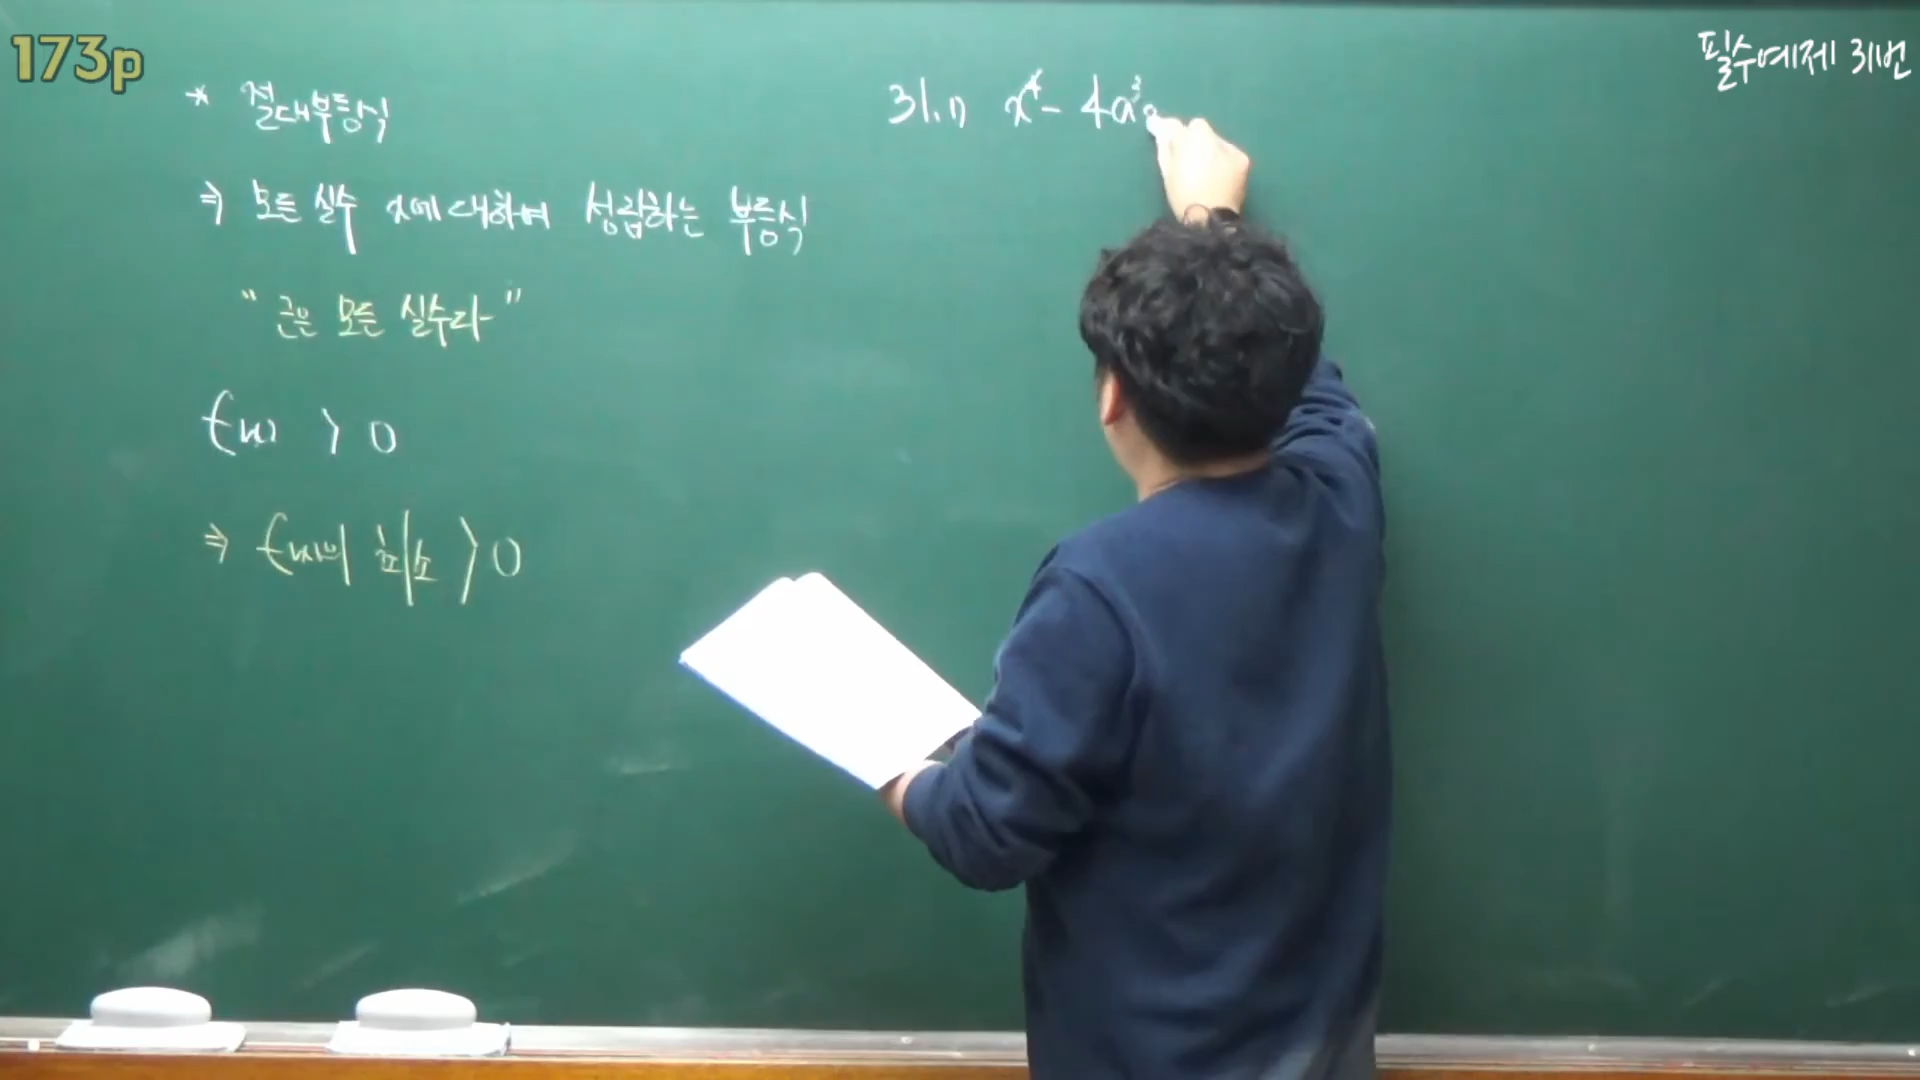 173p
필수예제 31번
* 절대부등식
⇒ 모든 실수 x에 대하여 성립하는 부등식
" 근은 모든 실수다 "
f(x) > 0
⇒ f(x)의 최소 > 0
31. 1) x⁴ - 4a³